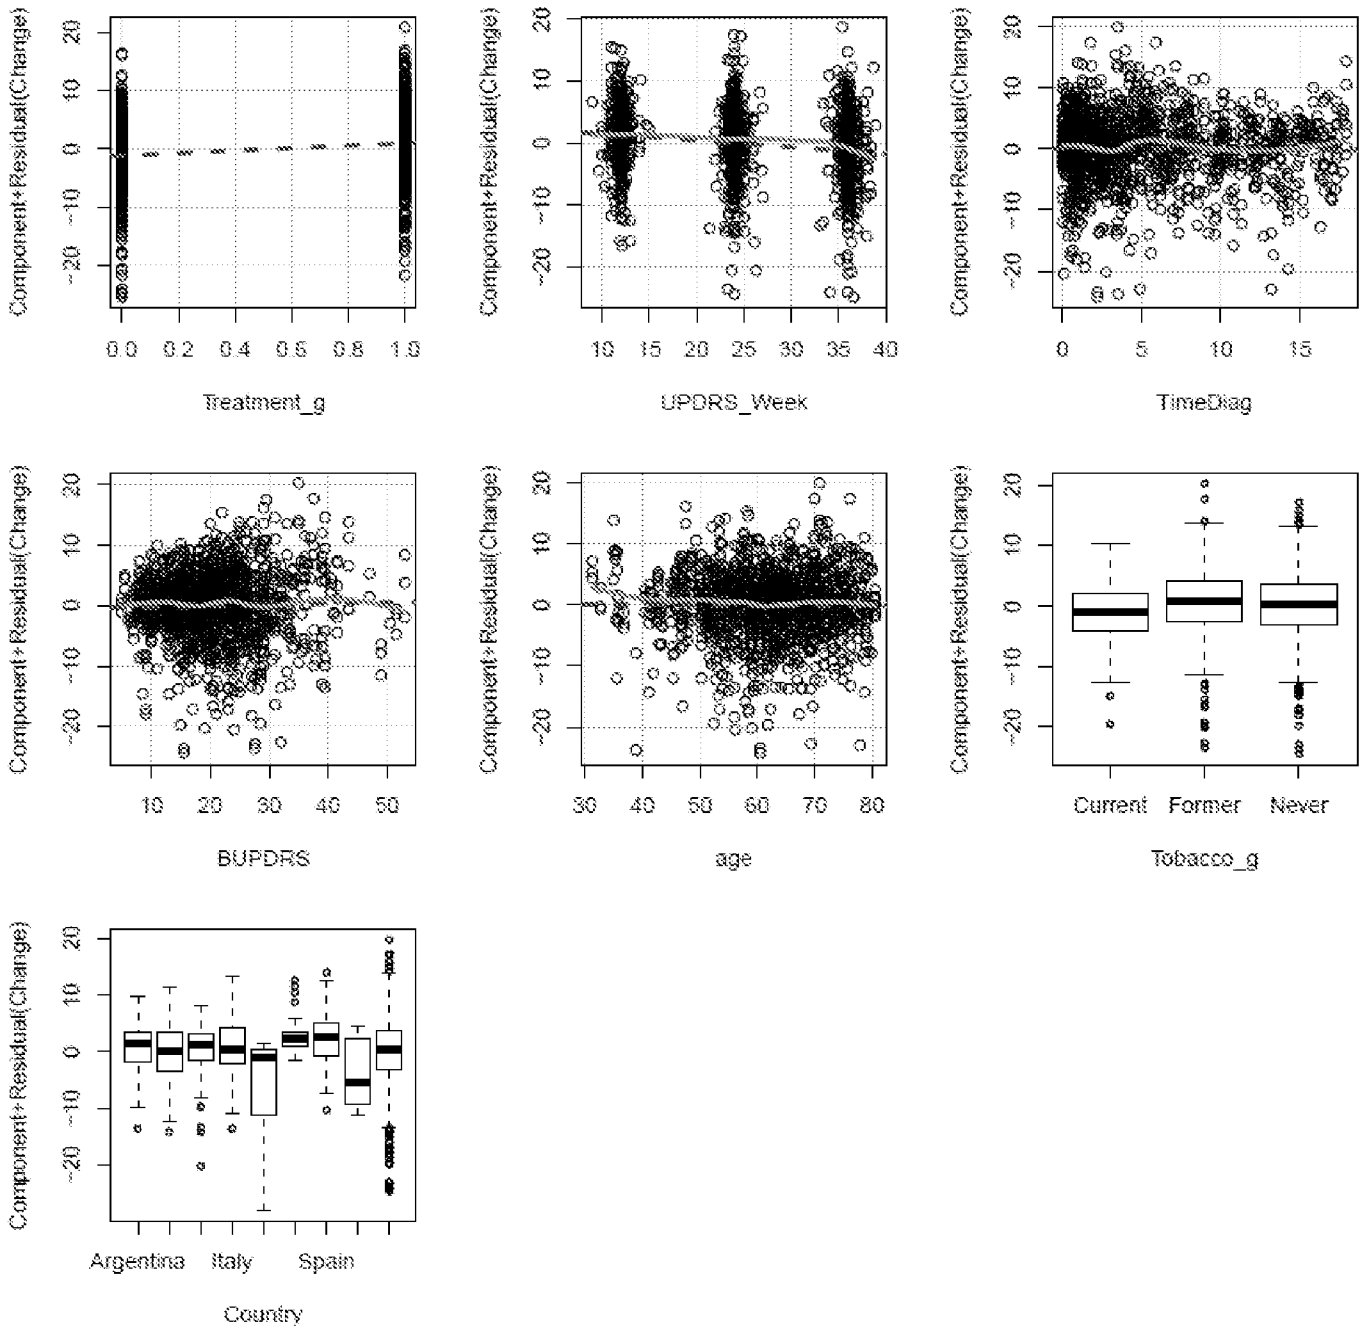 Component+Residual(Change)
20
10
0
-10
-20
0.0 0.2 0.4 0.6 0.8 1.0
Treatment_g
Component+Residual(Change)
20
10
0
-10
-20
10 15 20 25 30 35 40
UPDRS_Week
Component+Residual(Change)
20
10
0
-10
-20
0 5 10 15
TimeDiag
Component+Residual(Change)
20
10
0
-10
-20
10 20 30 40 50
BUPDRS
Component+Residual(Change)
20
10
0
-10
-20
30 40 50 60 70 80
age
Component+Residual(Change)
20
10
0
-10
-20
Current Former Never
Tobacco_g
Component+Residual(Change)
20
10
0
-10
-20
Argentina Italy Spain
Country